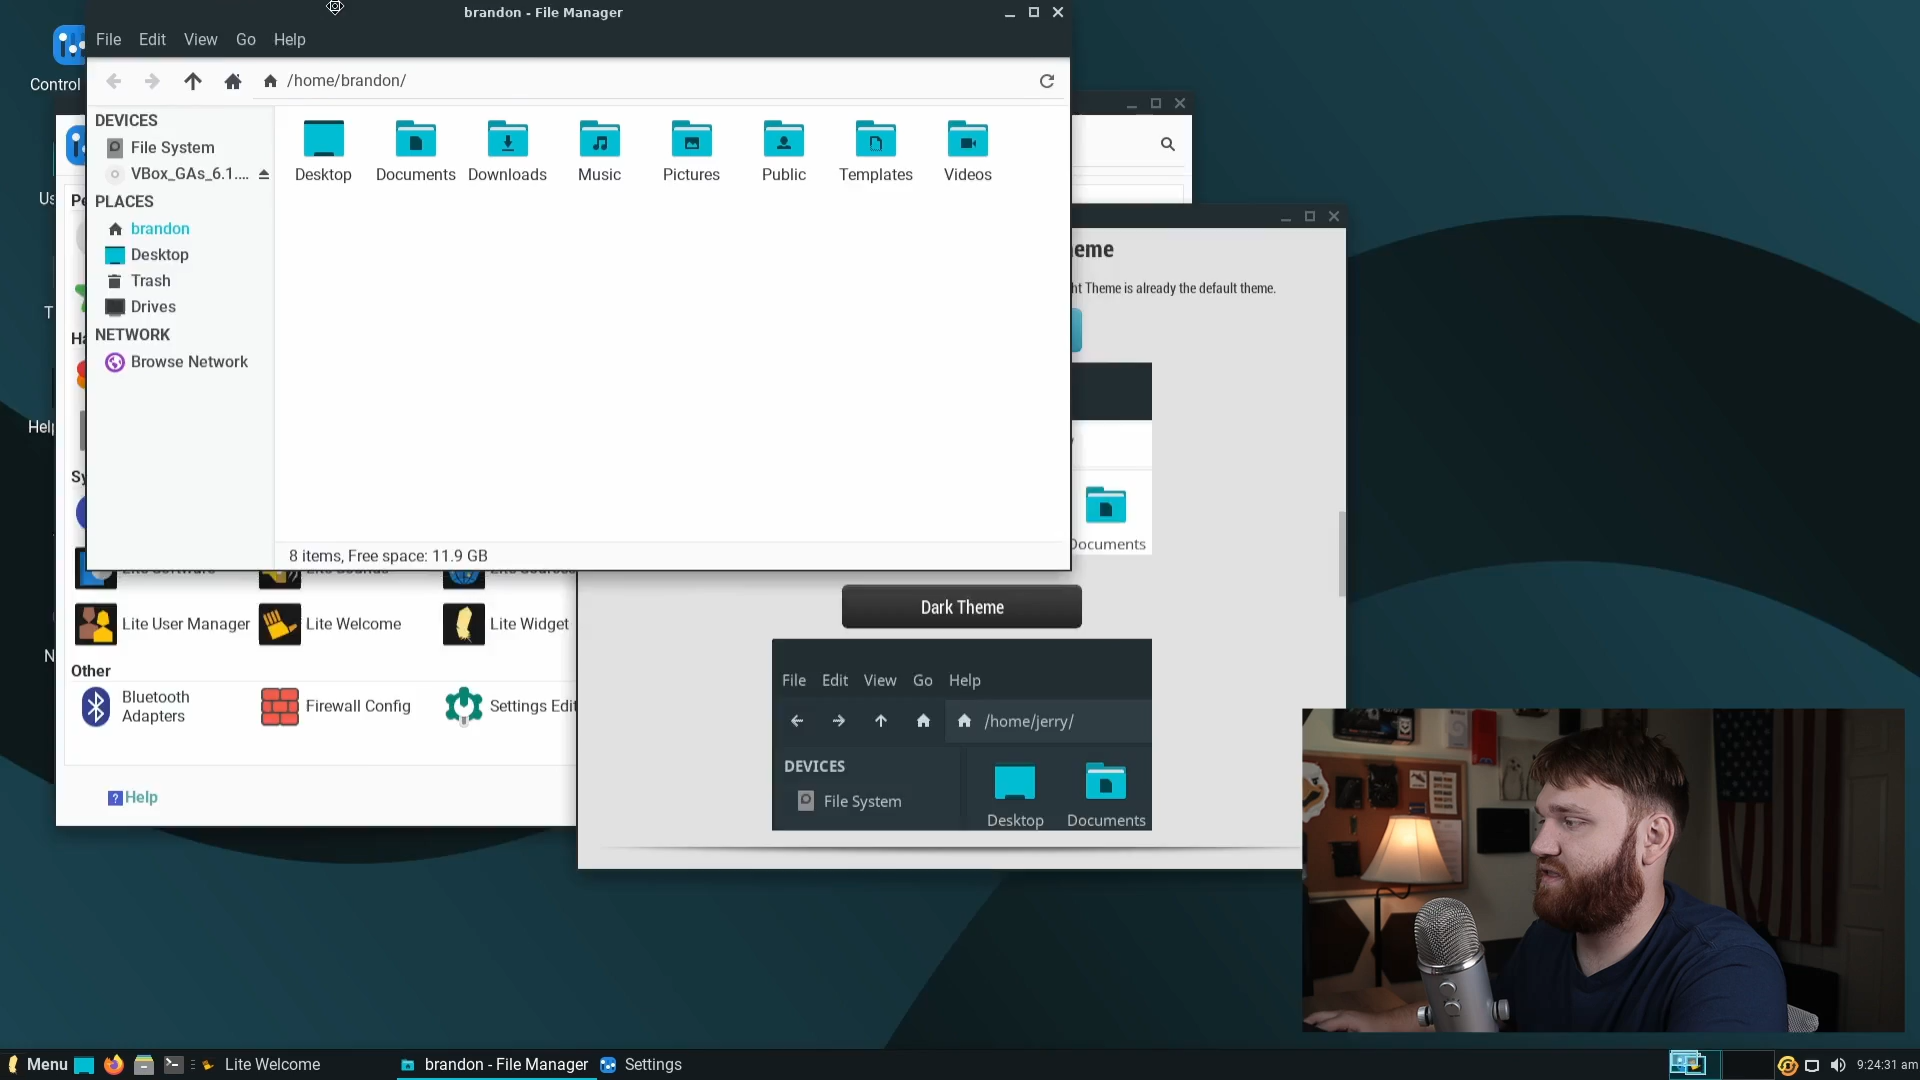 brandon - File Manager
File Edit View Go Help
/home/brandon/
DEVICES
File System
VBox_GAs_6.1....
PLACES
brandon
Desktop
Trash
Drives
NETWORK
Browse Network
Desktop Documents Downloads Music Pictures Public Templates Videos
8 items, Free space: 11.9 GB
Control
Help
eme
ht Theme is already the default theme.
Documents
Dark Theme
File Edit View Go Help
/home/jerry/
DEVICES
File System
Desktop Documents
Lite User Manager Lite Welcome Lite Widget
Other
Bluetooth
Adapters
Firewall Config
Settings Edit
Help
Menu Lite Welcome brandon - File Manager Settings 9:24:31 am